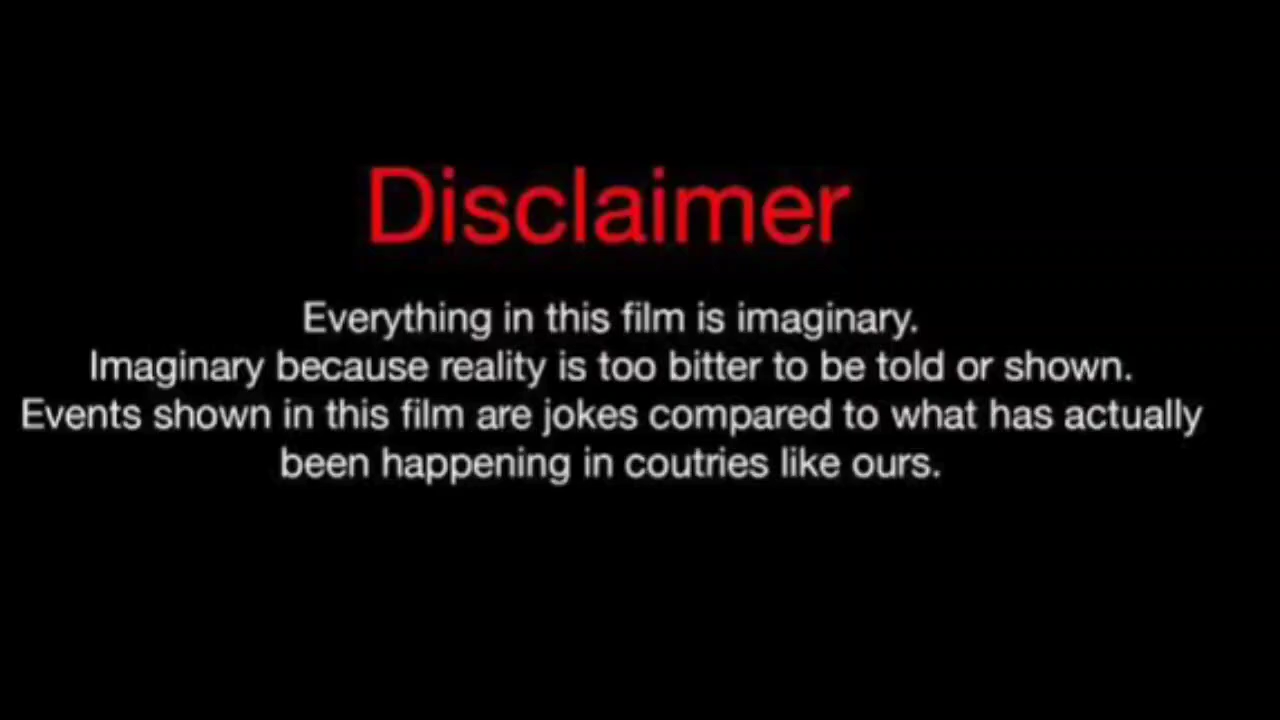 Disclaimer
Everything in this film is imaginary.
Imaginary because reality is too bitter to be told or shown.
Events shown in this film are jokes compared to what has actually
been happening in coutries like ours.